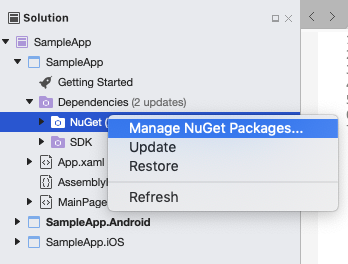 Solution
SampleApp
SampleApp
Getting Started
Dependencies (2 updates)
NuGet (
Manage NuGet Packages...
Update
SDK
Restore
App.xaml
Refresh
MainPage
SampleApp.Android
SampleApp.iOS